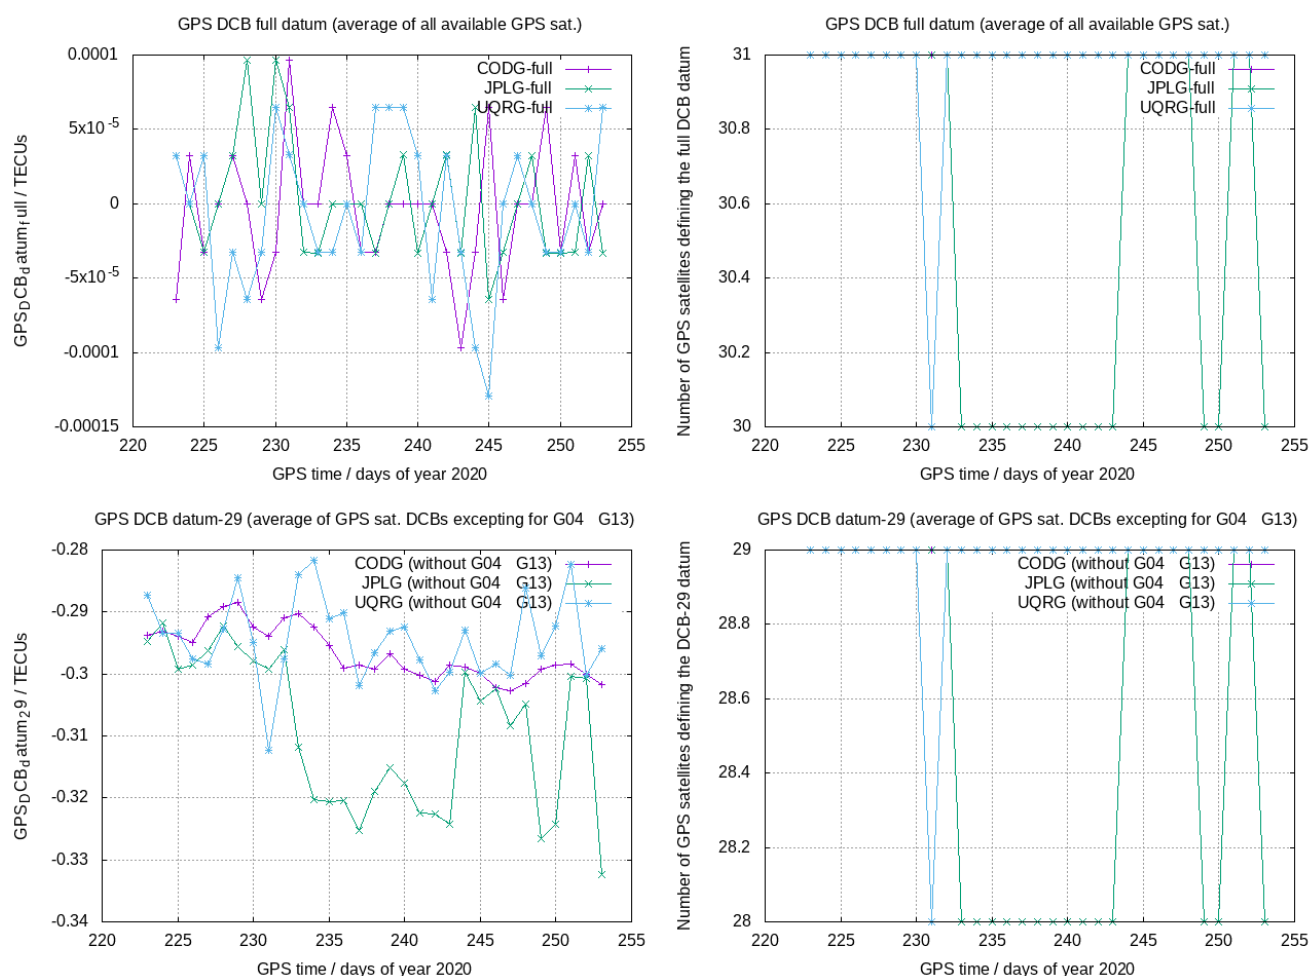 GPS DCB full datum (average of all available GPS sat.)
0.0001
5x10-5
0
-5x10-5
-0.0001
-0.00015
220 225 230 235 240 245 250 255
GPS time / days of year 2020
GPSDCBdatumfull / TECUs
CODG-full
JPLG-full
UQRG-full
GPS DCB full datum (average of all available GPS sat.)
31
30.8
30.6
30.4
30.2
30
220 225 230 235 240 245 250 255
GPS time / days of year 2020
Number of GPS satellites defining the full DCB datum
CODG-full
JPLG-full
UQRG-full
GPS DCB datum-29 (average of GPS sat. DCBs excepting for G04 G13)
-0.28
-0.29
-0.3
-0.31
-0.32
-0.33
-0.34
220 225 230 235 240 245 250 255
GPS time / days of year 2020
GPSDCBdatum29 / TECUs
CODG (without G04 G13)
JPLG (without G04 G13)
UQRG (without G04 G13)
GPS DCB datum-29 (average of GPS sat. DCBs excepting for G04 G13)
29
28.8
28.6
28.4
28.2
28
220 225 230 235 240 245 250 255
GPS time / days of year 2020
Number of GPS satellites defining the DCB-29 datum
CODG (without G04 G13)
JPLG (without G04 G13)
UQRG (without G04 G13)